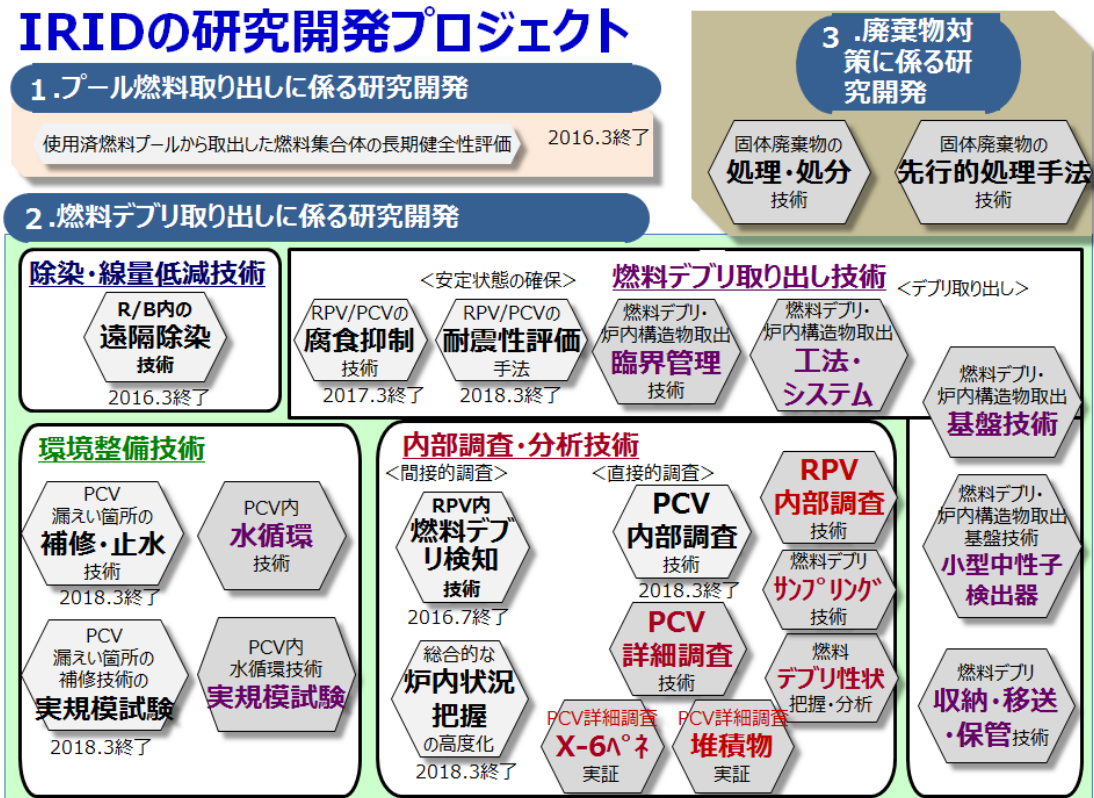 IRIDの研究開発プロジェクト
1.プール燃料取り出しに係る研究開発
使用済燃料プールから取出した燃料集合体の長期健全性評価
2016.3終了
3.廃棄物対
策に係る研
究開発
固体廃棄物の
処理・処分
技術
固体廃棄物の
先行的処理手法
技術
2.燃料デブリ取り出しに係る研究開発
除染・線量低減技術
R/B内の
遠隔除染
技術
2016.3終了
燃料デブリ取り出し技術
<安定状態の確保>
<デブリ取り出し>
RPV/PCVの
腐食抑制
技術
2017.3終了
RPV/PCVの
耐震性評価
手法
2018.3終了
燃料デブリ・
炉内構造物取出
臨界管理
技術
燃料デブリ・
炉内構造物取出
工法・
システム
燃料デブリ・
炉内構造物取出
基盤技術
燃料デブリ・
炉内構造物取出
基盤技術
小型中性子
検出器
燃料デブリ
収納・移送
・保管技術
環境整備技術
PCV
漏えい箇所の
補修・止水
技術
2018.3終了
PCV内
水循環
技術
PCV
漏えい箇所の
補修技術の
実規模試験
2018.3終了
PCV内
水循環技術
実規模試験
内部調査・分析技術
<間接的調査>
<直接的調査>
RPV内
燃料デブ
リ検知
技術
2016.7終了
総合的な
炉内状況
把握
の高度化
2018.3終了
PCV
内部調査
技術
2018.3終了
PCV
詳細調査
技術
PCV詳細調査
X-6ペネ
実証
PCV詳細調査
堆積物
実証
RPV
内部調査
技術
燃料デブリ
サンプリング
技術
燃料
デブリ性状
把握・分析